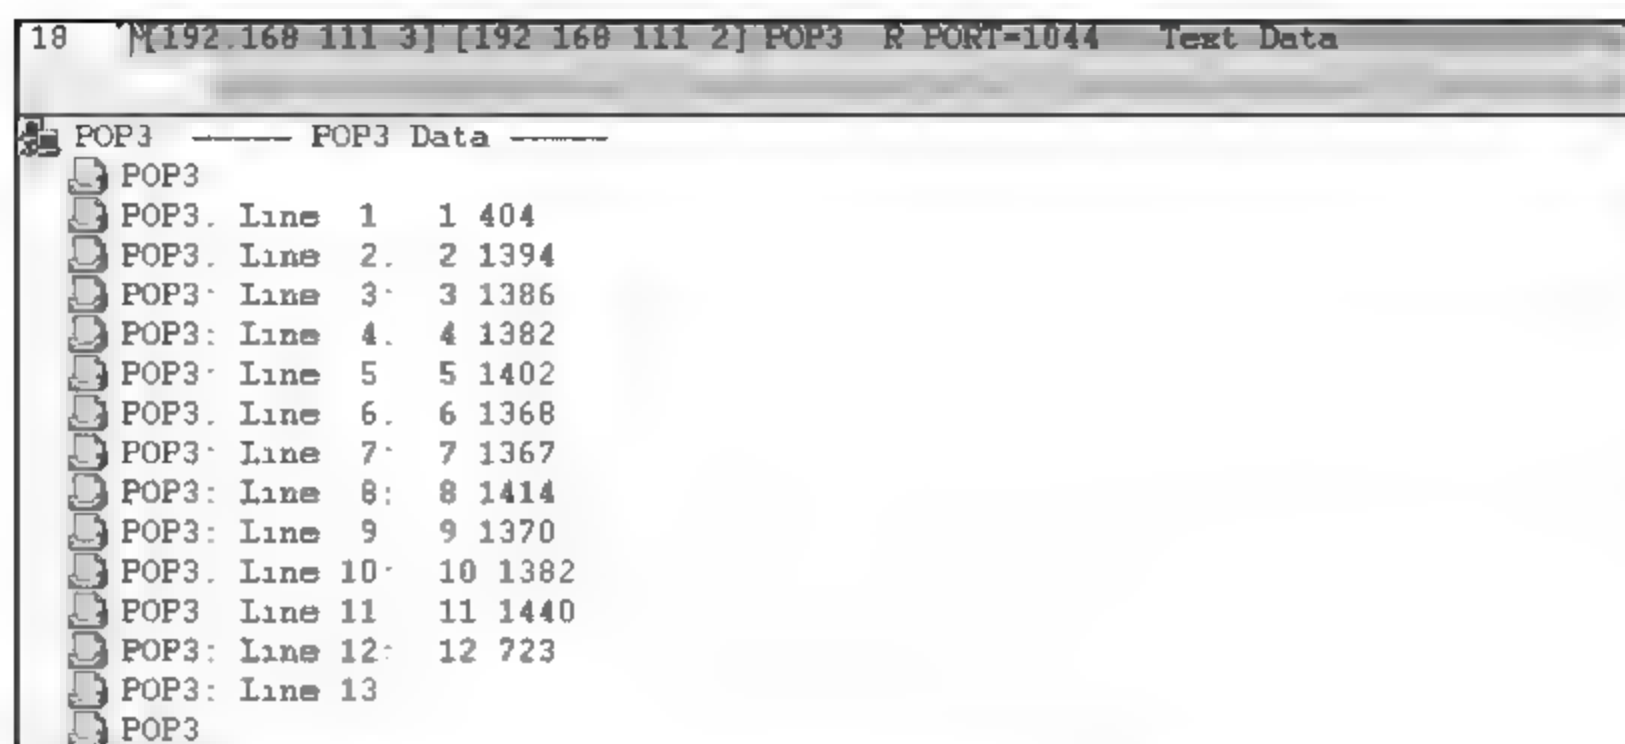 18 M[192.168 111 3] [192 168 111 2] POP3 R PORT=1044 Text Data
POP3 ----- POP3 Data -----
POP3
POP3. Line 1 1 404
POP3. Line 2. 2 1394
POP3· Line 3· 3 1386
POP3: Line 4. 4 1382
POP3· Line 5 5 1402
POP3. Line 6. 6 1368
POP3· Line 7· 7 1367
POP3: Line 8: 8 1414
POP3: Line 9 9 1370
POP3. Line 10· 10 1382
POP3 Line 11 11 1440
POP3: Line 12: 12 723
POP3: Line 13
POP3